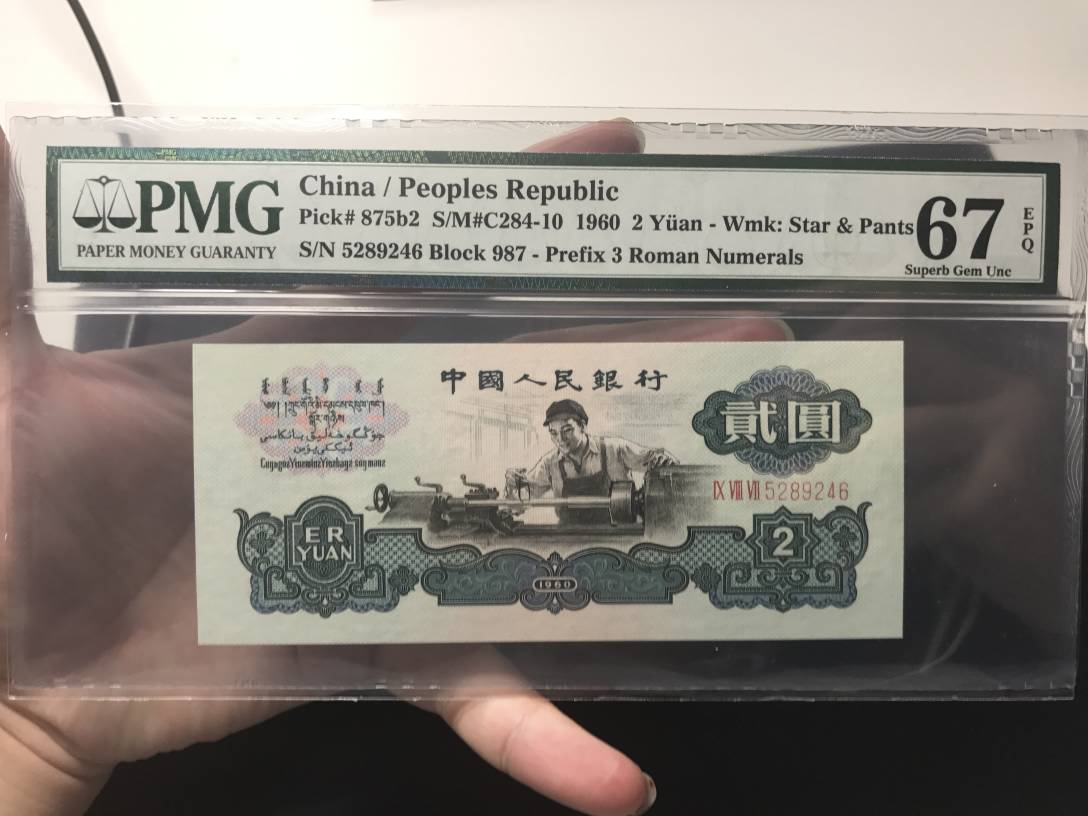 PMG
PAPER MONEY GUARANTY
China / Peoples Republic
Pick# 875b2 S/M#C284-10 1960 2 Yüan - Wmk: Star & Pants
S/N 5289246 Block 987 - Prefix 3 Roman Numerals
67
EPQ
Superb Gem Unc
中國人民銀行
貳圓
IX VIII VII 5289246
ER
YUAN
2
1960